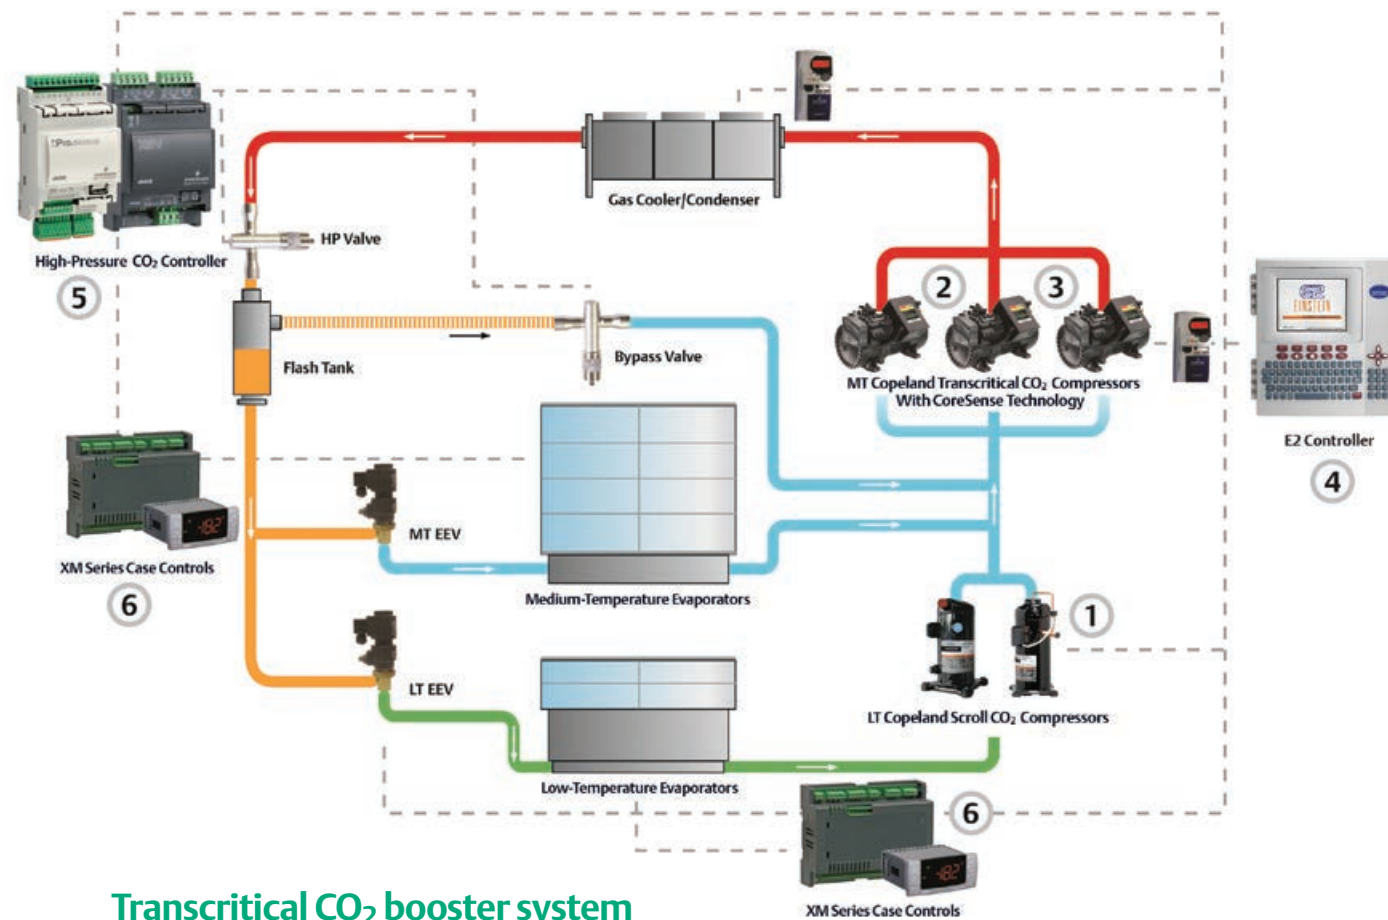 Gas Cooler/Condenser
HP Valve
High-Pressure CO₂ Controller
5
2
3
Flash Tank
Bypass Valve
MT Copeland Transcritical CO₂ Compressors
With CoreSense Technology
EINSTEIN
E2 Controller
4
MT EEV
XM Series Case Controls
6
Medium-Temperature Evaporators
1
LT EEV
LT Copeland Scroll CO₂ Compressors
Low-Temperature Evaporators
6
XM Series Case Controls
Transcritical CO₂ booster system